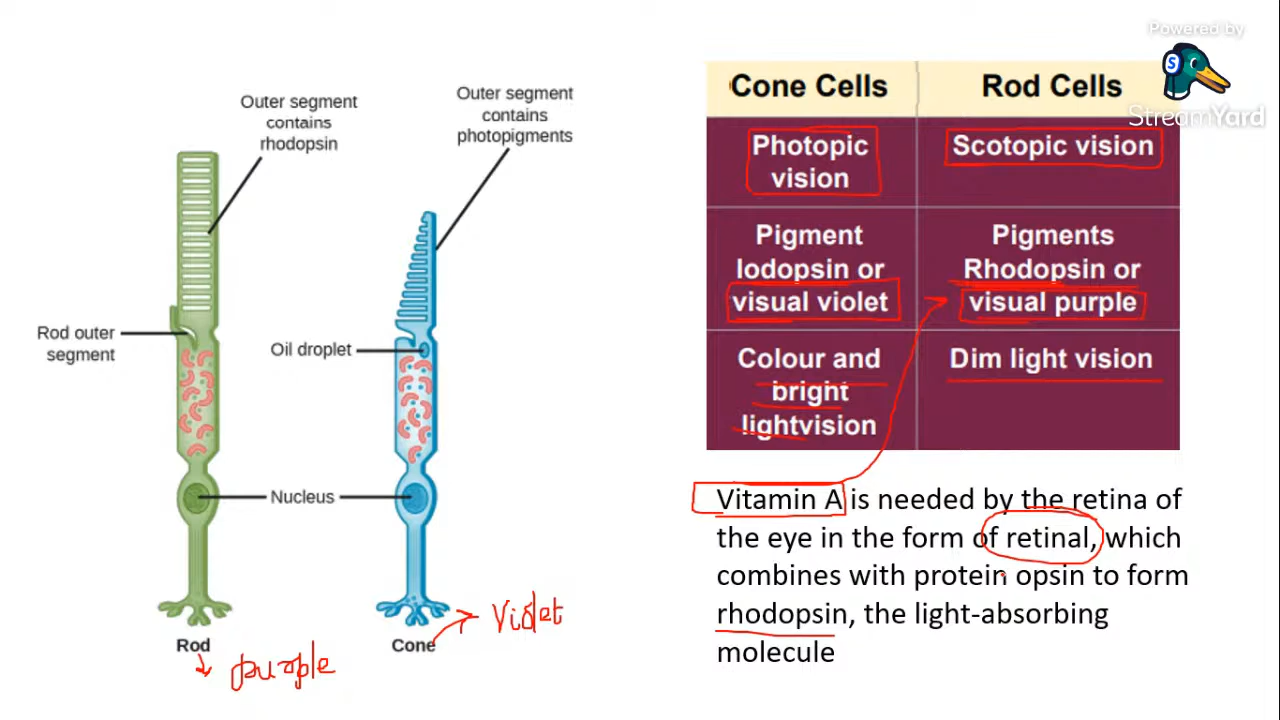 Powered by
StreamYard
Outer segment
contains
rhodopsin
Outer segment
contains
photopigments
Rod outer
segment
Oil droplet
Nucleus
Rod
Cone
purple
Violet
Cone Cells
Rod Cells
Photopic
vision
Scotopic vision
Pigment
Iodopsin or
visual violet
Pigments
Rhodopsin or
visual purple
Colour and
bright
lightvision
Dim light vision
Vitamin A is needed by the retina of
the eye in the form of retinal, which
combines with protein opsin to form
rhodopsin, the light-absorbing
molecule